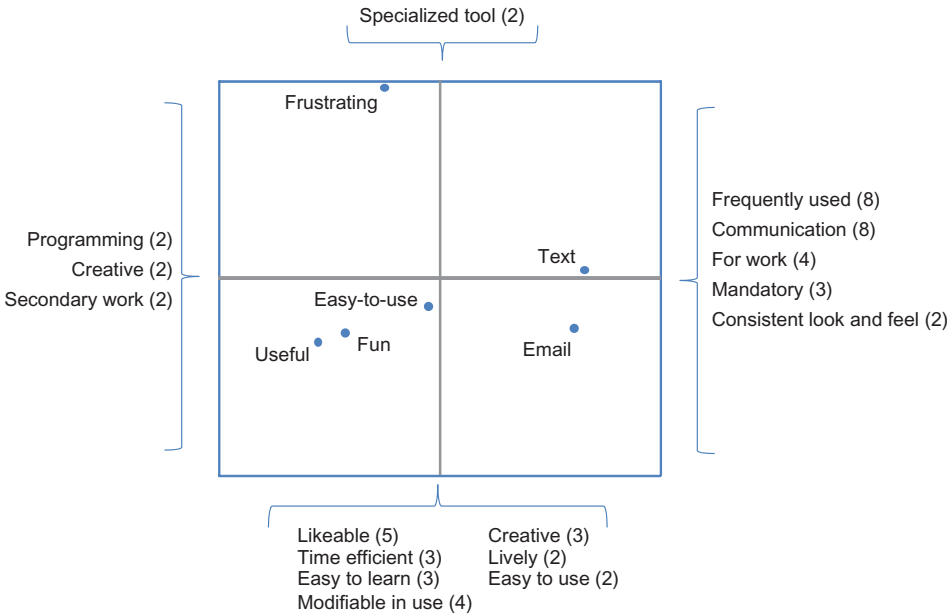 Specialized tool (2)
Frustrating
Frequently used (8)
Communication (8)
Programming (2)
Text
For work (4)
Creative (2)
Mandatory (3)
Secondary work (2)
Easy-to-use
Consistent look and feel (2)
Useful
Fun
Email
Likeable (5)
Time efficient (3)
Easy to learn (3)
Modifiable in use (4)
Creative (3)
Lively (2)
Easy to use (2)